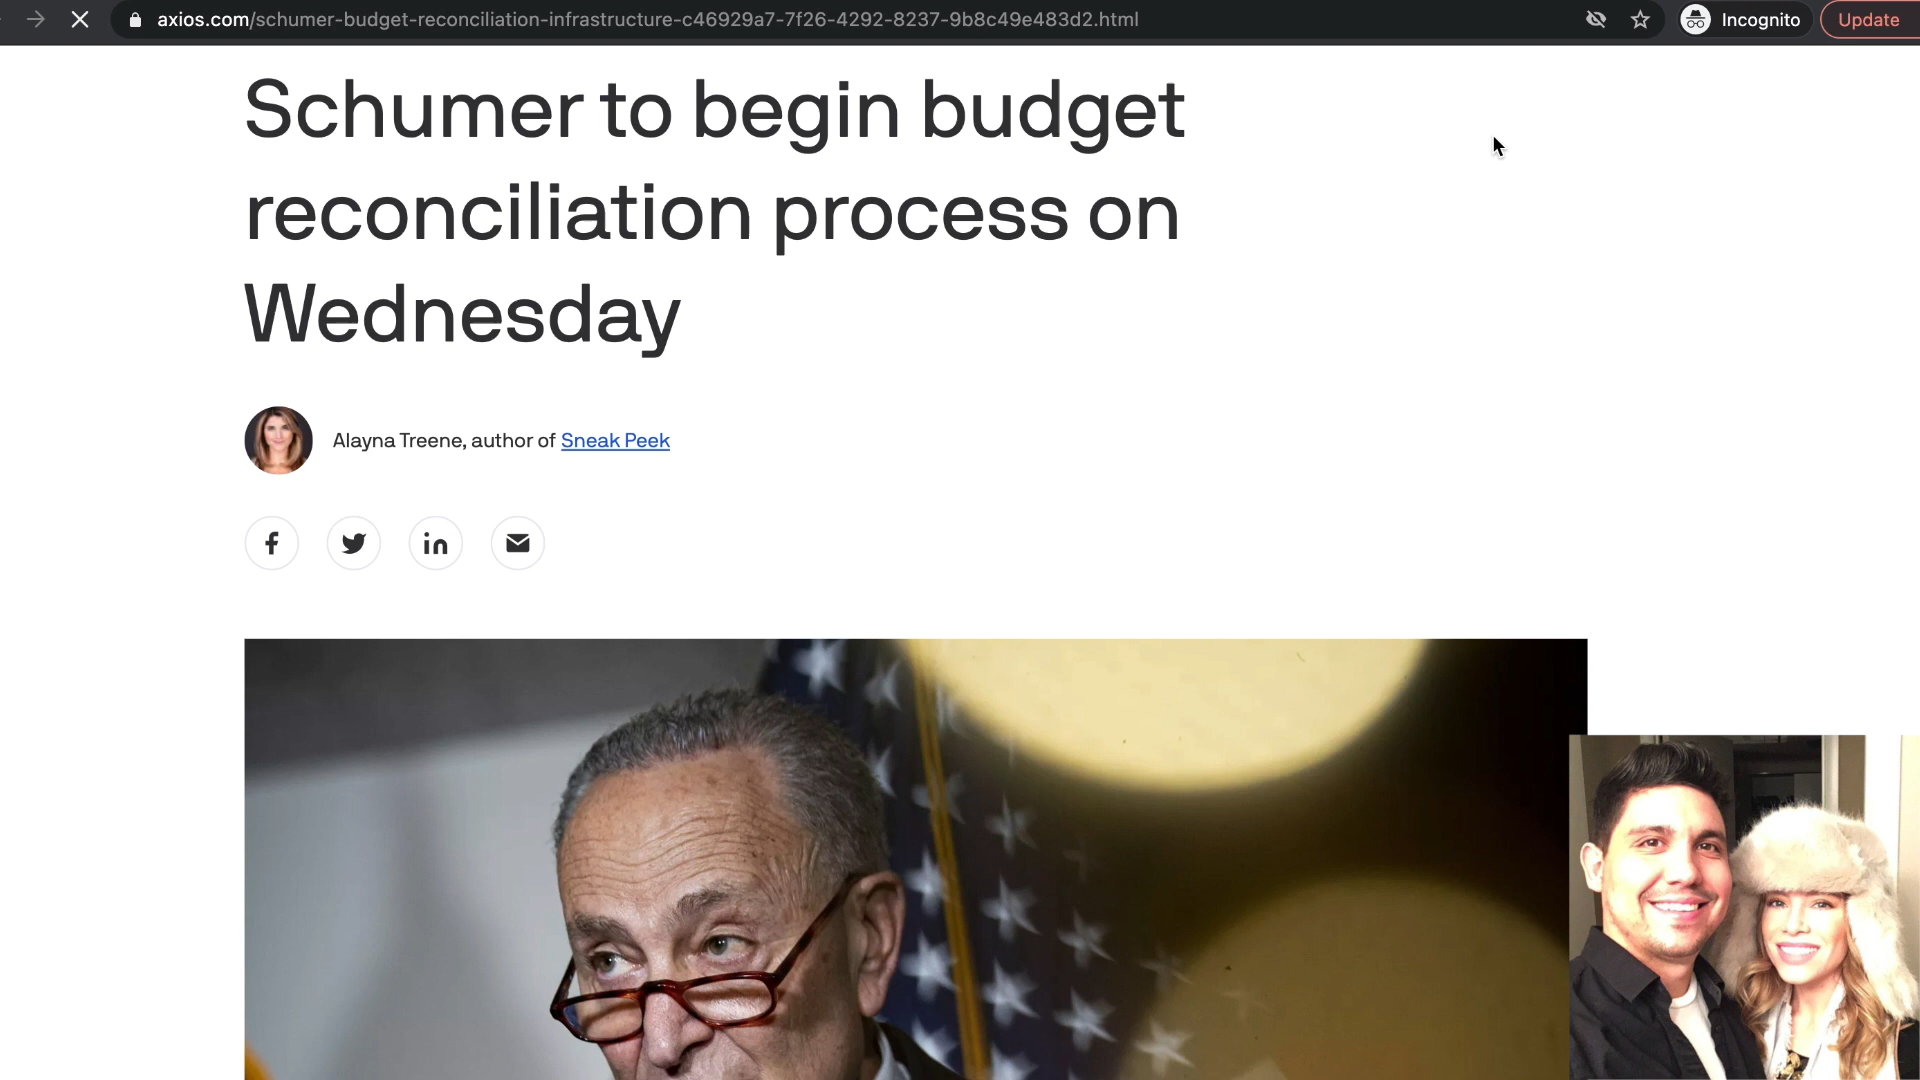 axios.com/schumer-budget-reconciliation-infrastructure-c46929a7-7f26-4292-8237-9b8c49e483d2.html
Incognito
Update
Schumer to begin budget
reconciliation process on
Wednesday
Alayna Treene, author of Sneak Peek